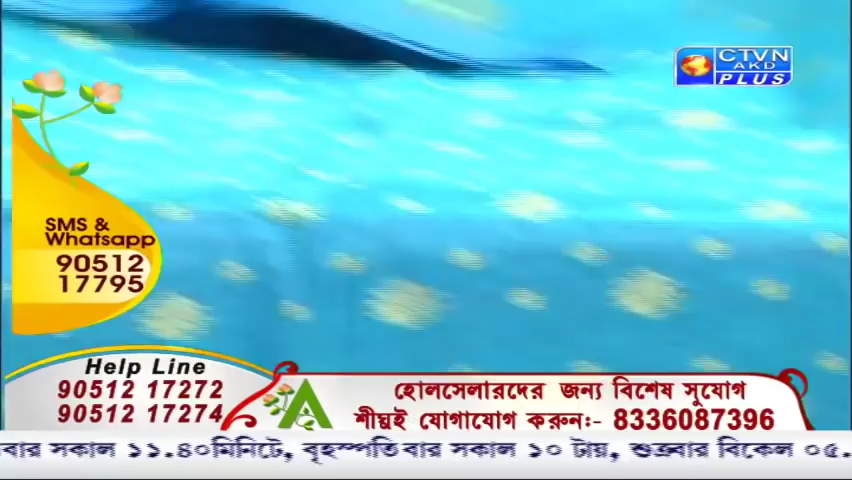 CTVN
AKD
PLUS
SMS &
Whatsapp
90512
17795
Help Line
90512 17272
90512 17274
হোলসেলারদের জন্য বিশেষ সুযোগ
শীঘ্রই যোগাযোগ করুন:- 8336087396
বার সকাল ১১.৪০মিনিটে, বৃহস্পতিবার সকাল ১০ টায়, শুক্রবার বিকেল ০৫.